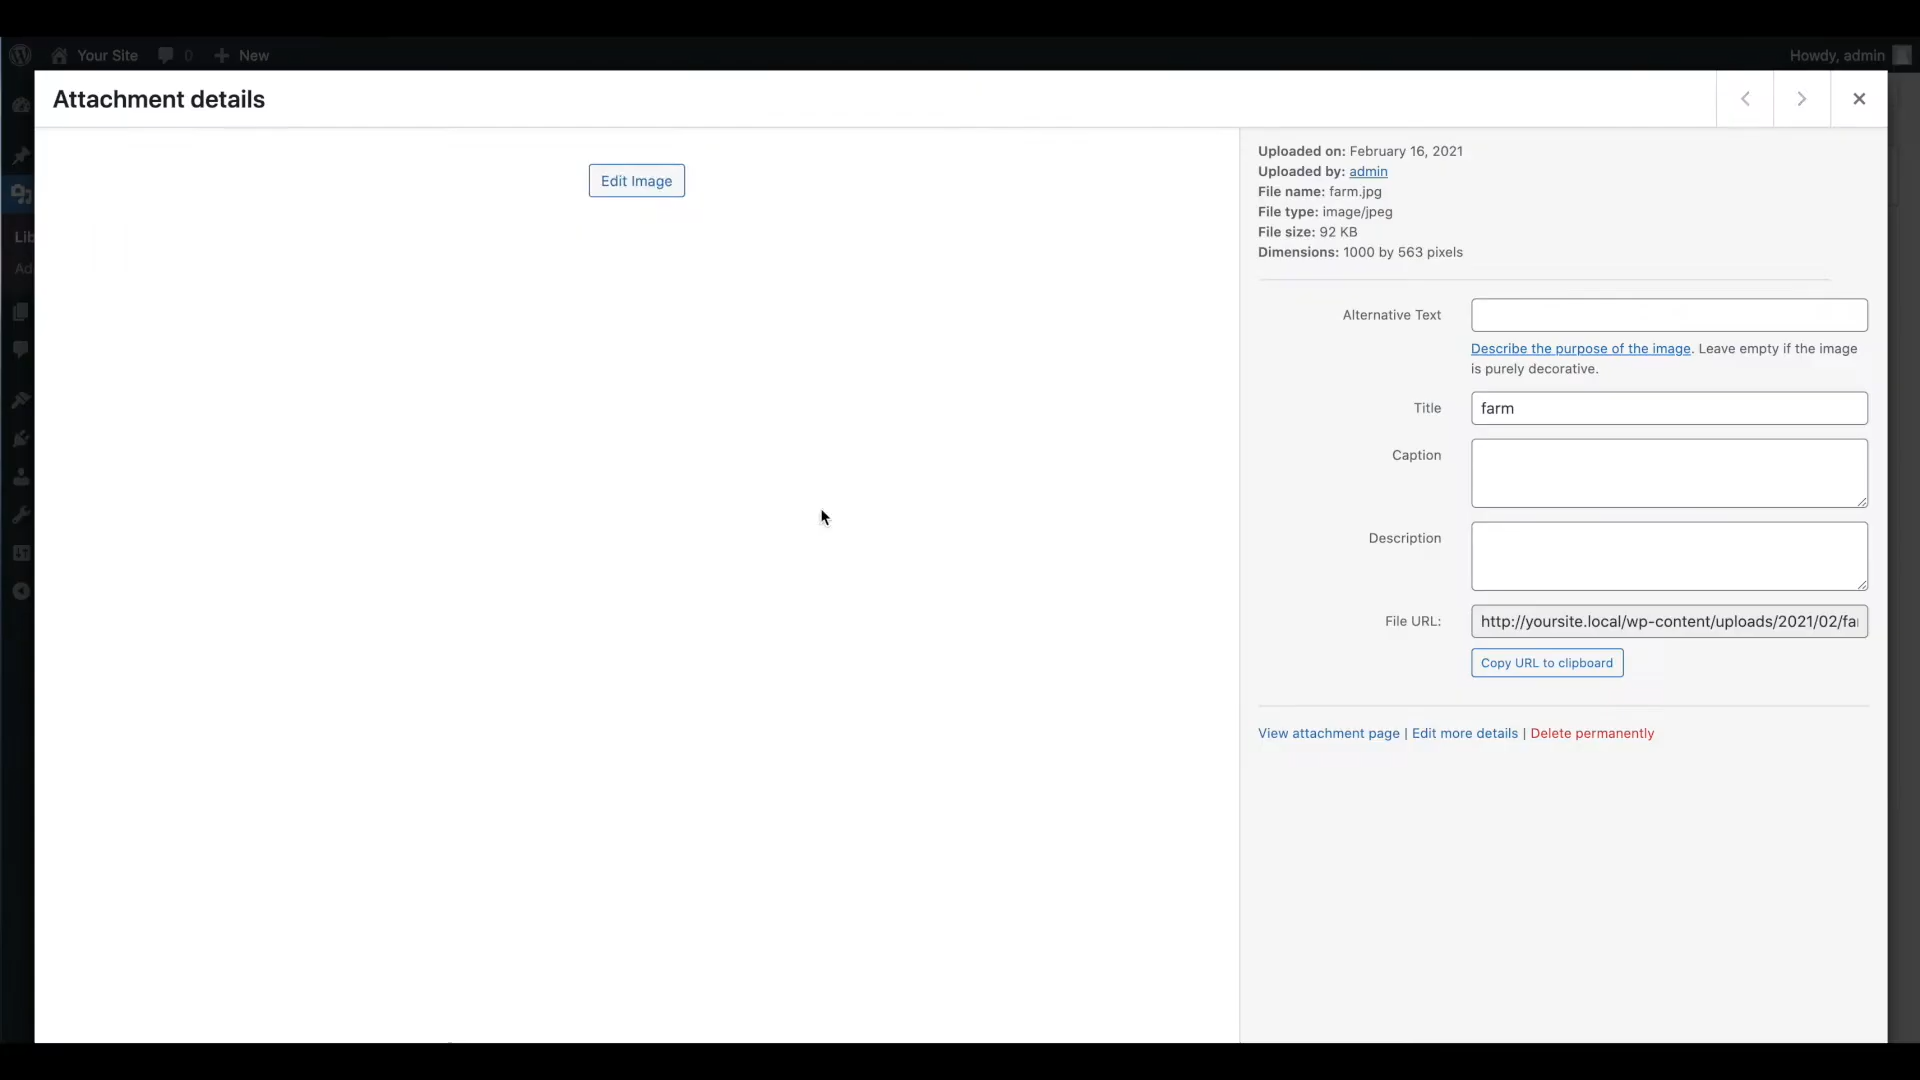 Your Site 0 New Howdy, admin
Attachment details
Edit Image
Uploaded on: February 16, 2021
Uploaded by: admin
File name: farm.jpg
File type: image/jpeg
File size: 92 KB
Dimensions: 1000 by 563 pixels
Lib
Ad
Alternative Text
Describe the purpose of the image. Leave empty if the image
is purely decorative.
Title farm
Caption
Description
File URL: http://yoursite.local/wp-content/uploads/2021/02/fa
Copy URL to clipboard
View attachment page | Edit more details | Delete permanently